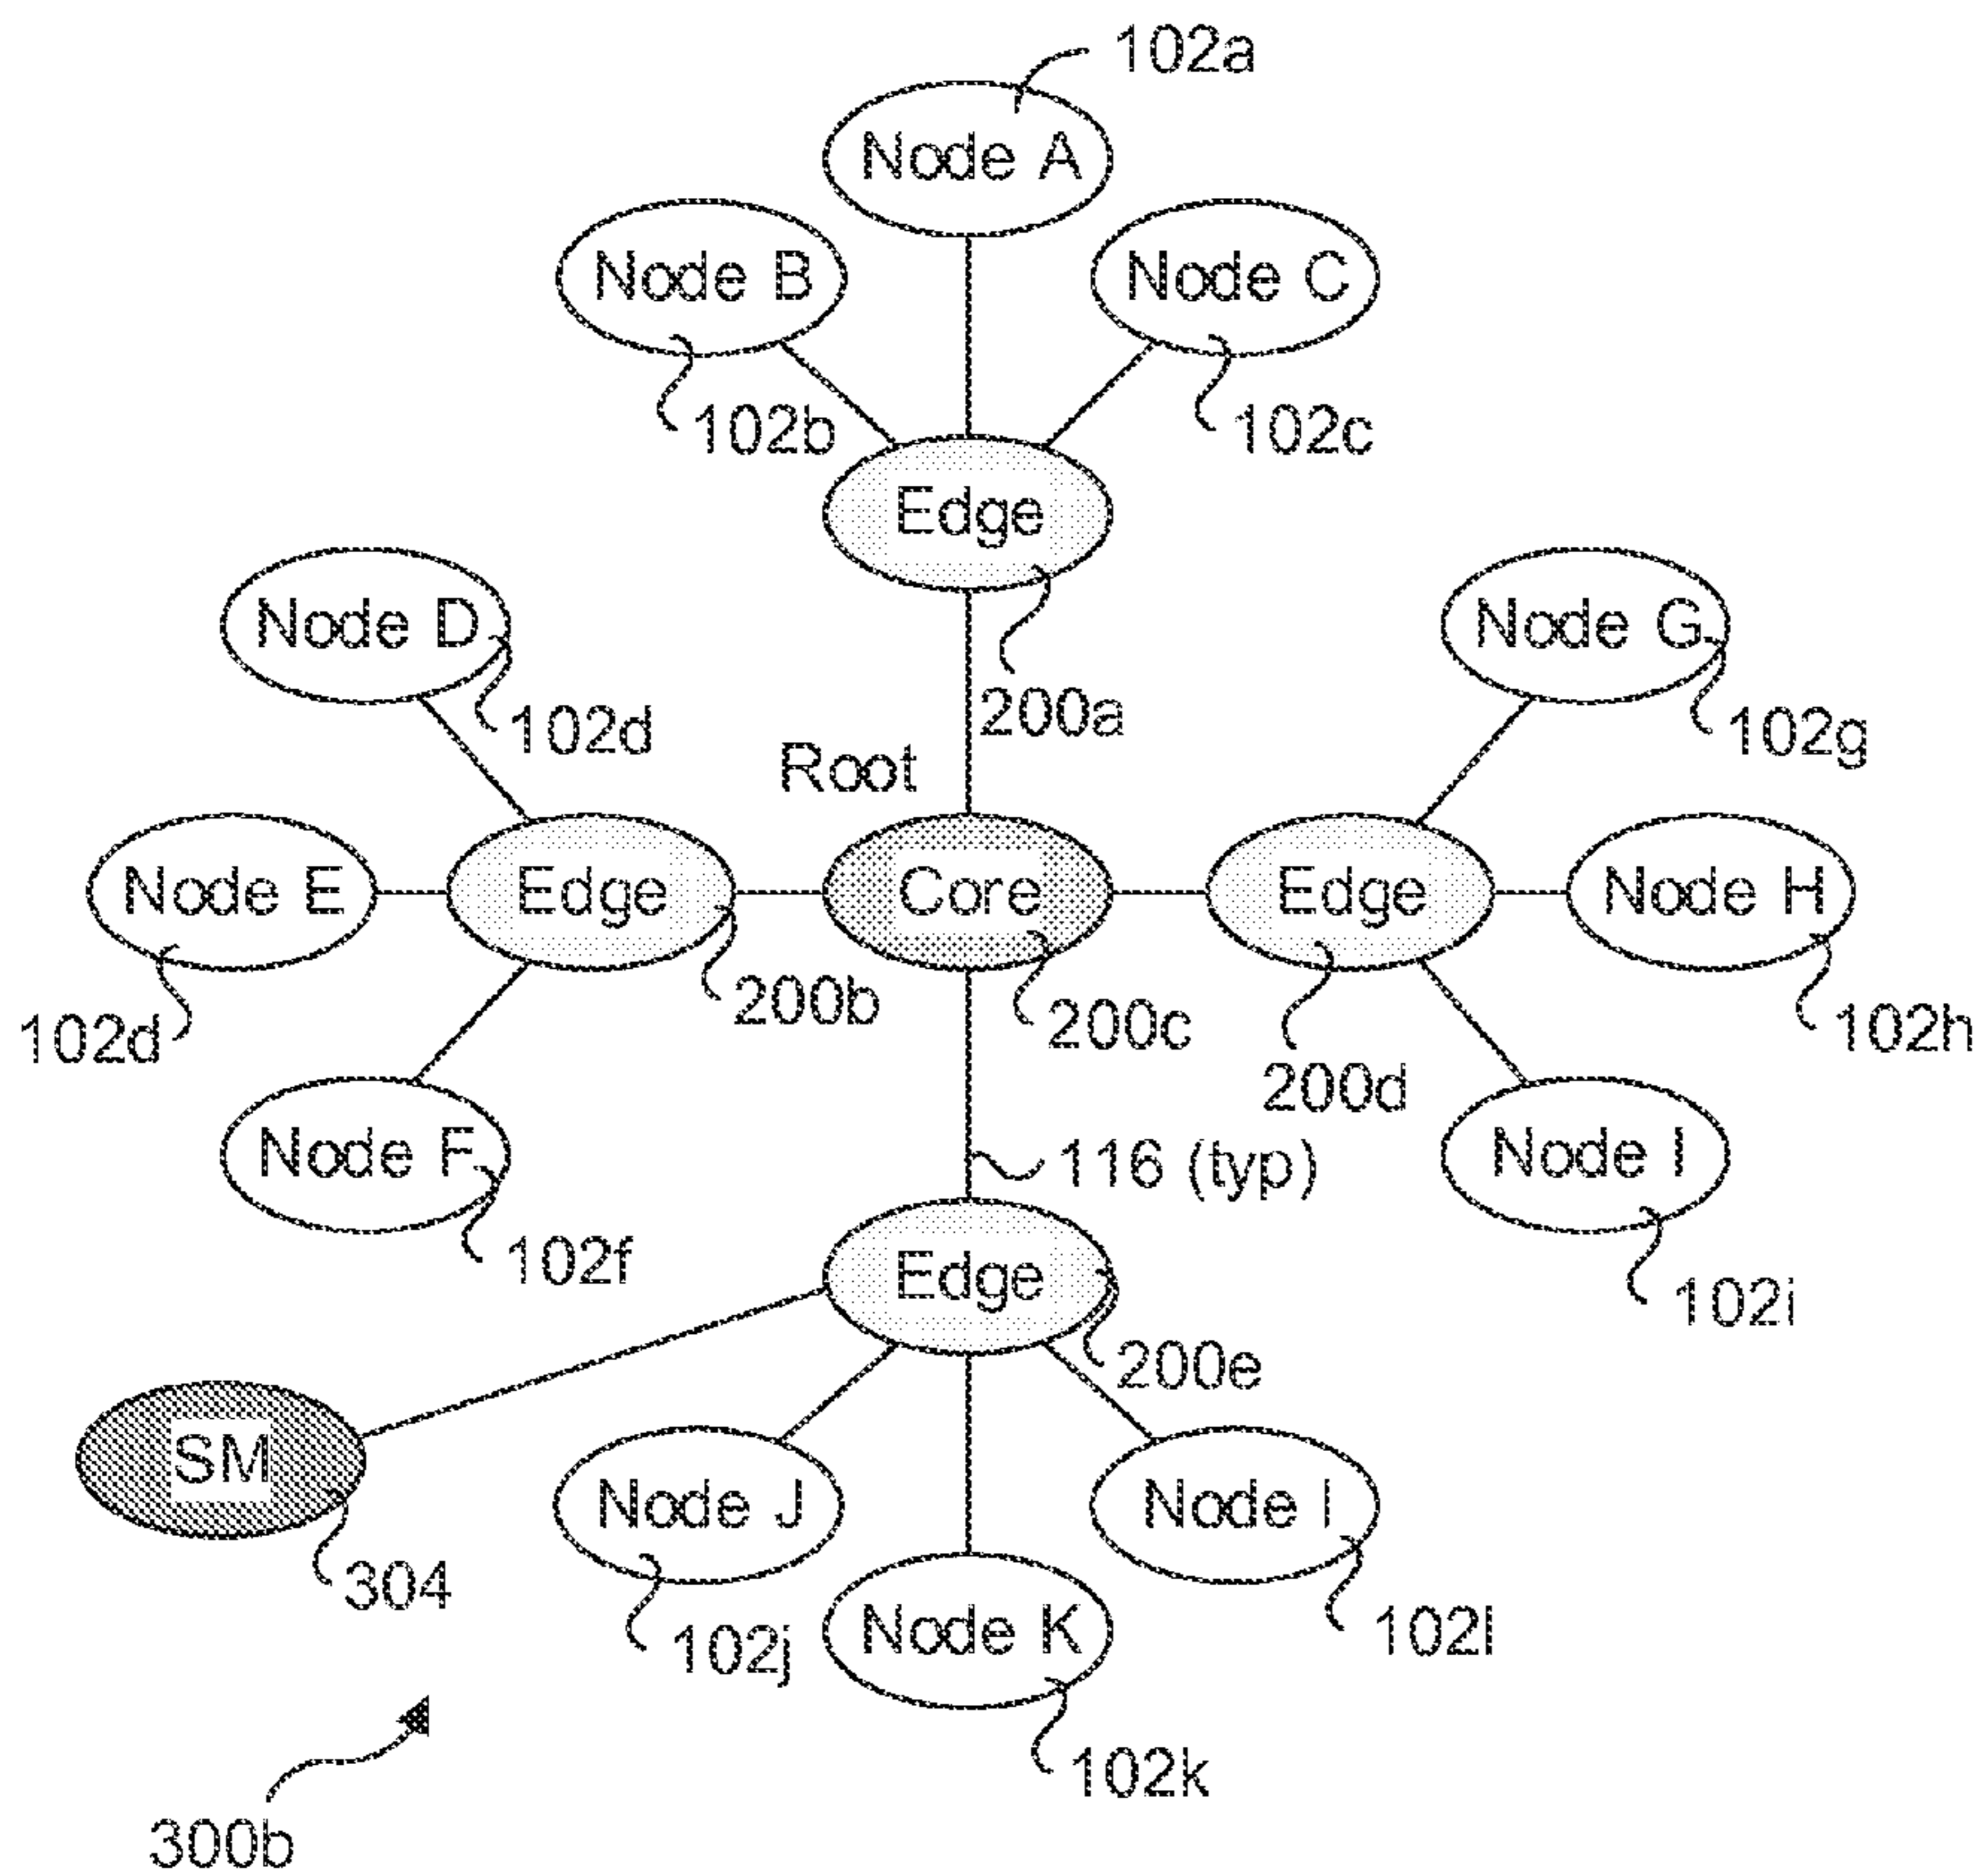 102a
Node A
Node B
Node C
102b
102c
Edge
Node D
Node G
200a
102d
102g
Root
Node E
Edge
Core
Edge
Node H
200b
200c
102d
102h
200d
Node F
116 (typ)
Node I
102f
Edge
102i
200e
SM
Node J
Node I
304
102j
Node K
102l
102k
300b